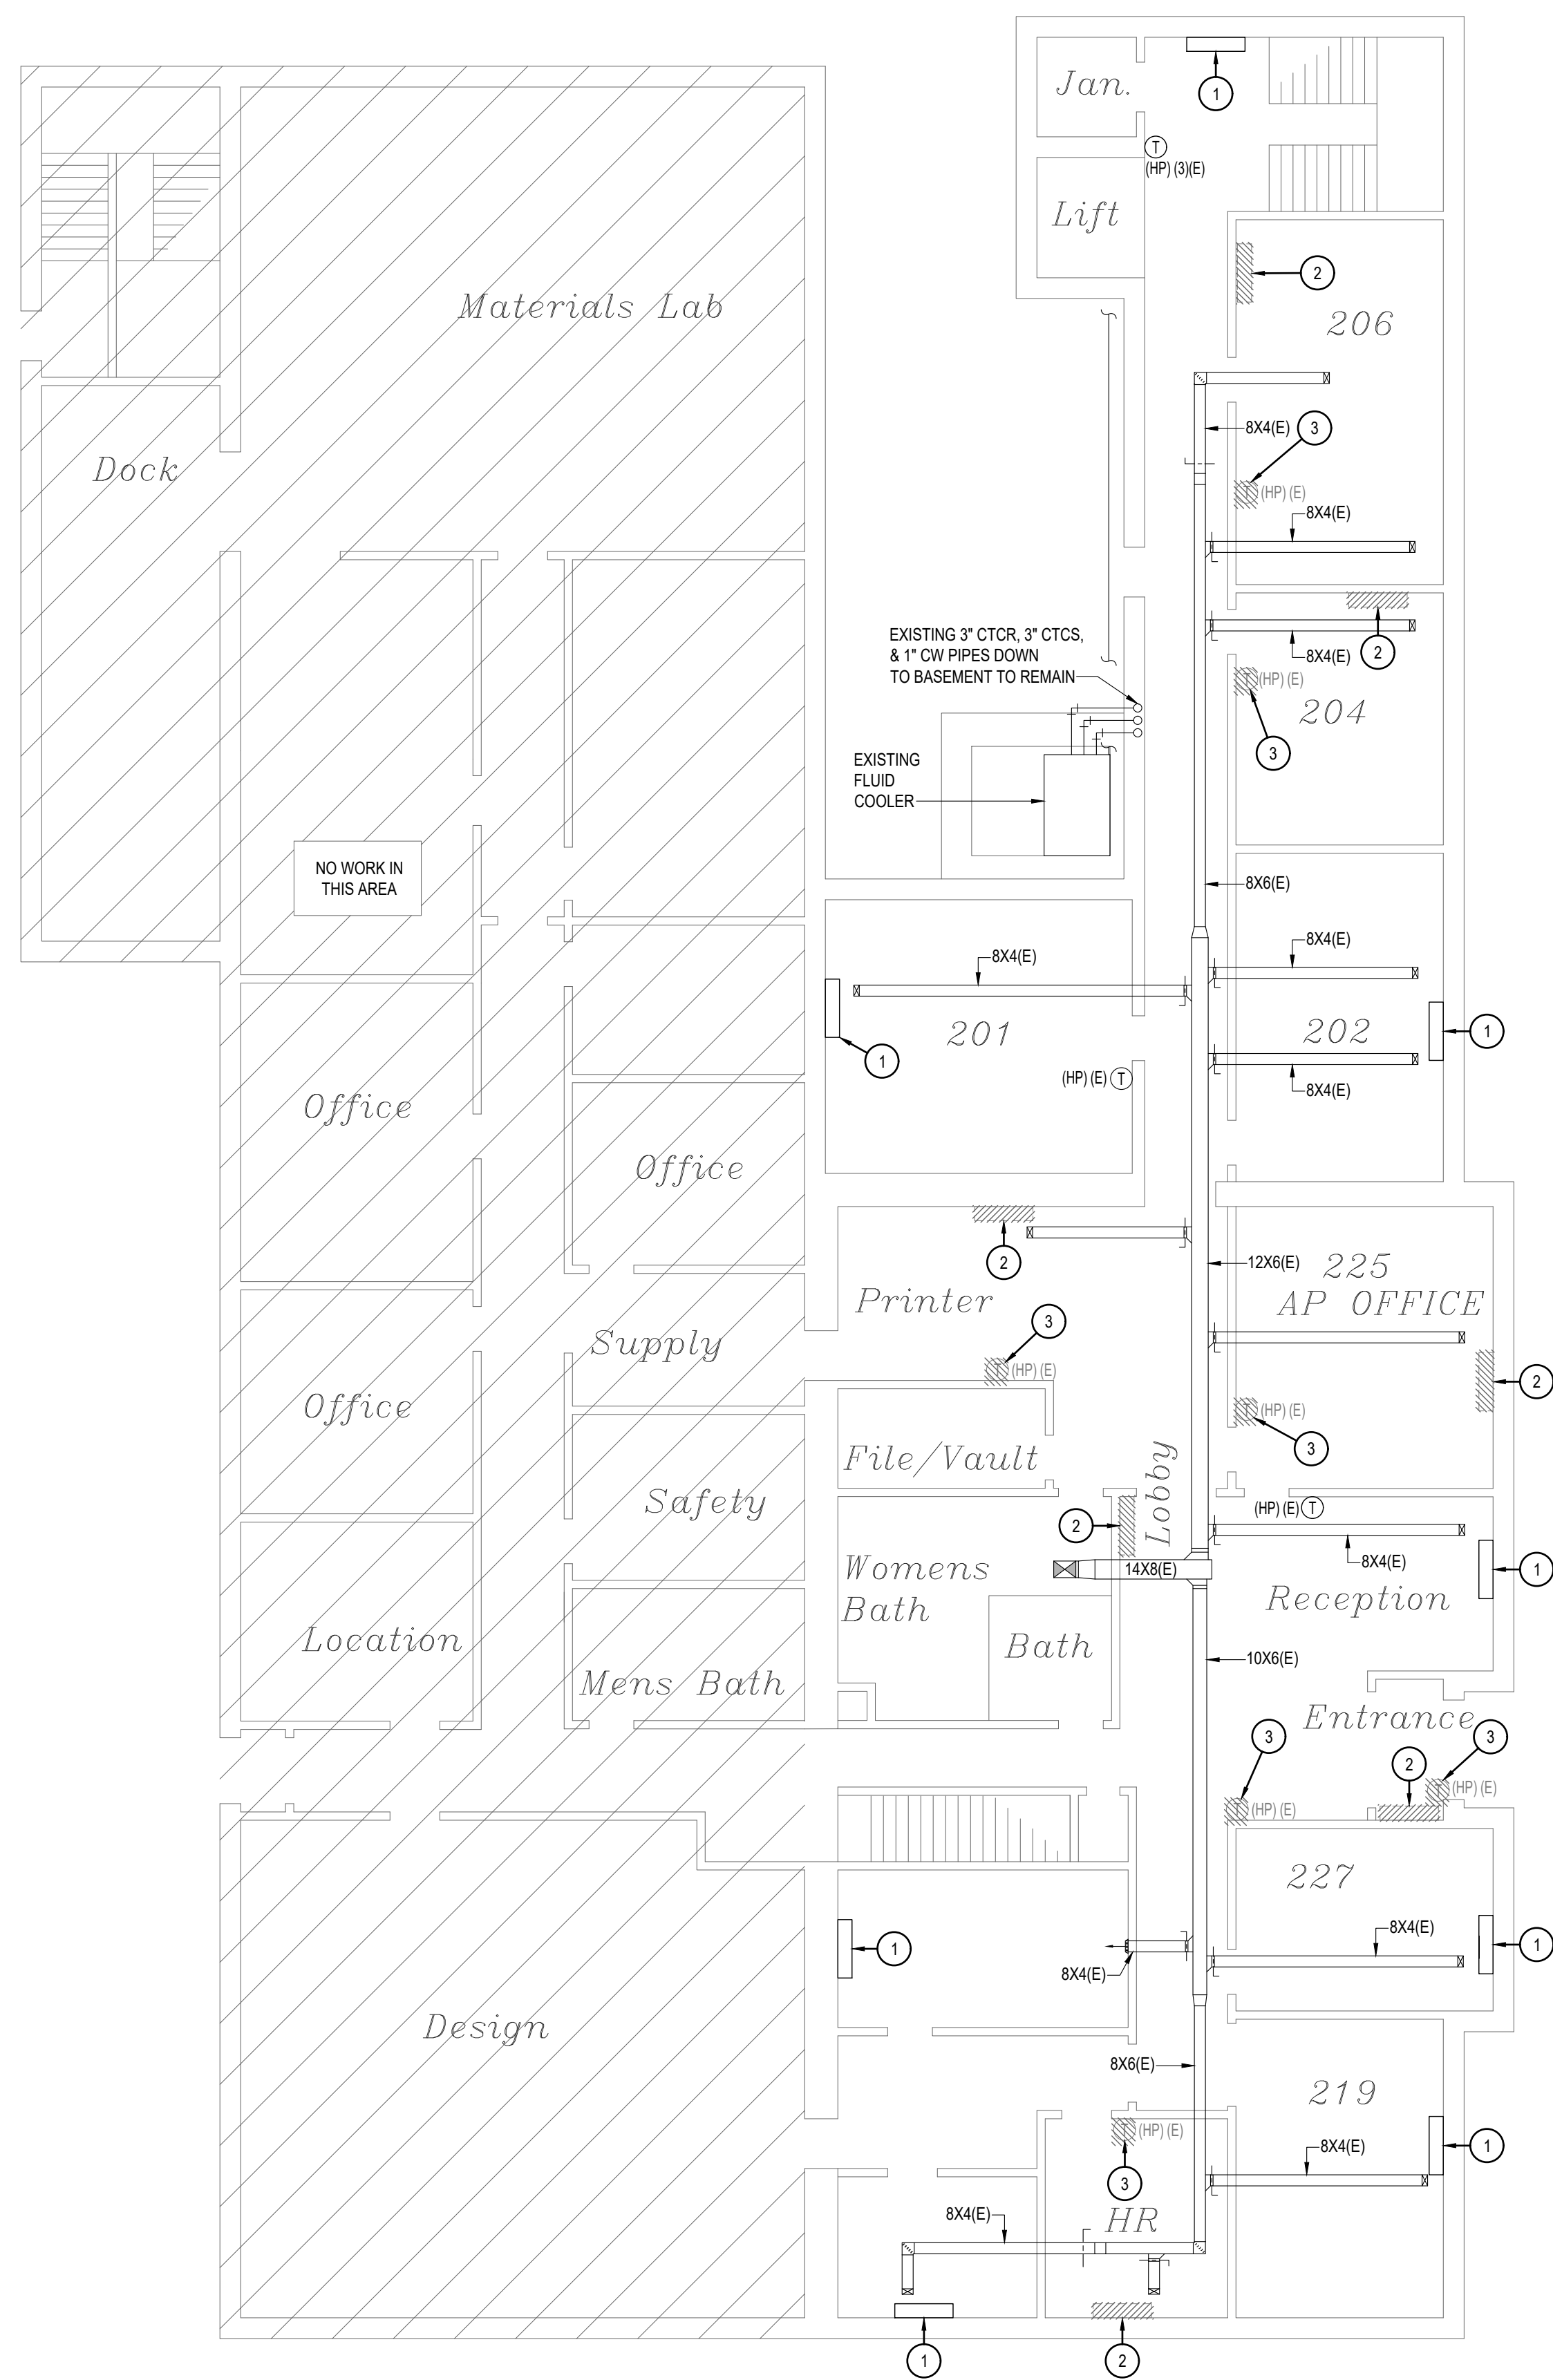 Jan.
1
T
(HP) (3)(E)
Lift
2
206
Materials Lab
8X4(E)
3
Dock
T (HP) (E)
8X4(E)
EXISTING 3" CTCR, 3" CTCS,
& 1" CW PIPES DOWN
TO BASEMENT TO REMAIN
2
8X4(E)
T (HP) (E)
204
3
EXISTING
FLUID
COOLER
NO WORK IN
THIS AREA
8X6(E)
8X4(E)
8X4(E)
201
202
1
1
(HP) (E) T
8X4(E)
Office
Office
2
12X6(E)
225
AP OFFICE
Printer
3
Supply
T (HP) (E)
2
Office
T (HP) (E)
3
File/Vault
Lobby
Safety
(HP) (E) T
2
8X4(E)
14X8(E)
1
Womens
Bath
Reception
Location
Bath
10X6(E)
Mens Bath
Entrance
3
3
2
T (HP) (E)
T (HP) (E)
227
8X4(E)
1
1
8X4(E)
Design
8X6(E)
219
T (HP) (E)
8X4(E)
1
3
8X4(E)
HR
1
2